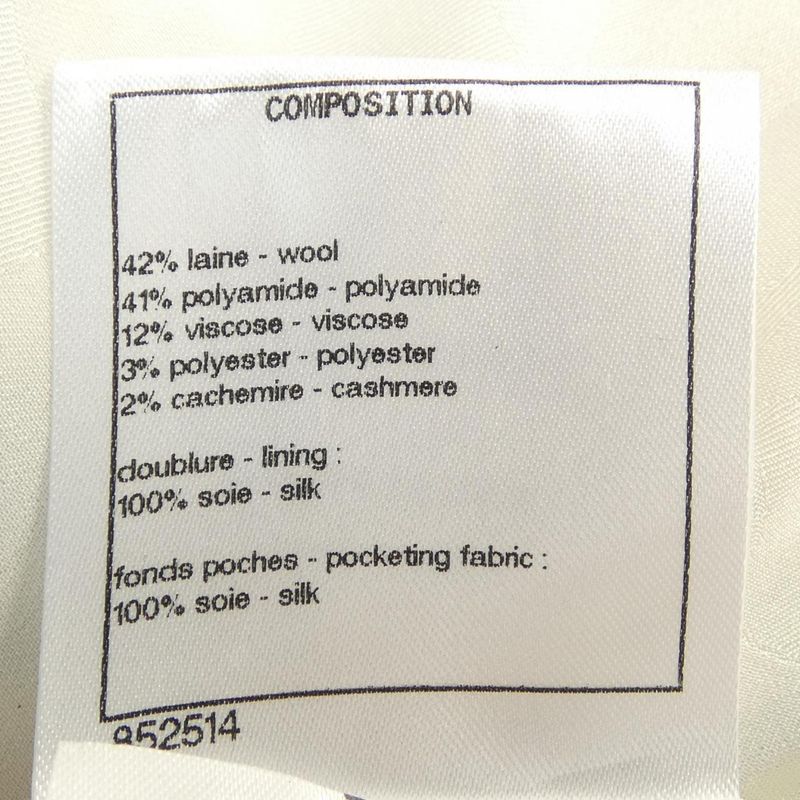 COMPOSITION
42% laine - wool
41% polyamide - polyamide
12% viscose - viscose
3% polyester - polyester
2% cachemire - cashmere
doublure - lining :
100% soie - silk
fonds poches - pocketing fabric :
100% soie - silk